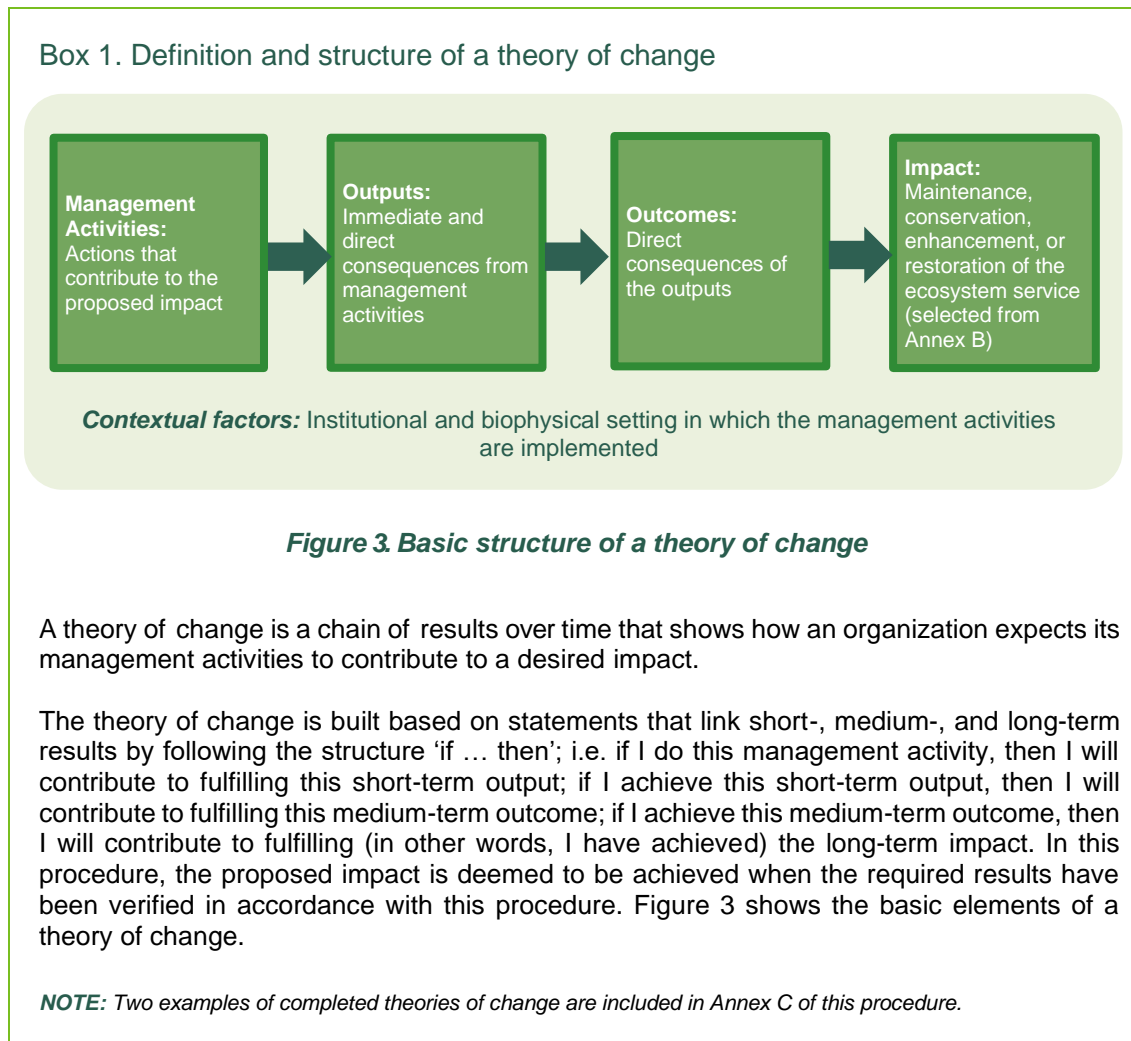 Box 1. Definition and structure of a theory of change
Management
Activities:
Actions that
contribute to the
proposed impact
Outputs:
Immediate and
direct
consequences from
management
activities
Outcomes:
Direct
consequences of
the outputs
Impact:
Maintenance,
conservation,
enhancement, or
restoration of the
ecosystem service
(selected from
Annex B)
Contextual factors: Institutional and biophysical setting in which the management activities
are implemented
Figure 3. Basic structure of a theory of change
A theory of change is a chain of results over time that shows how an organization expects its
management activities to contribute to a desired impact.
The theory of change is built based on statements that link short-, medium-, and long-term
results by following the structure ‘if … then’; i.e. if I do this management activity, then I will
contribute to fulfilling this short-term output; if I achieve this short-term output, then I will
contribute to fulfilling this medium-term outcome; if I achieve this medium-term outcome, then
I will contribute to fulfilling (in other words, I have achieved) the long-term impact. In this
procedure, the proposed impact is deemed to be achieved when the required results have
been verified in accordance with this procedure. Figure 3 shows the basic elements of a
theory of change.
NOTE: Two examples of completed theories of change are included in Annex C of this procedure.